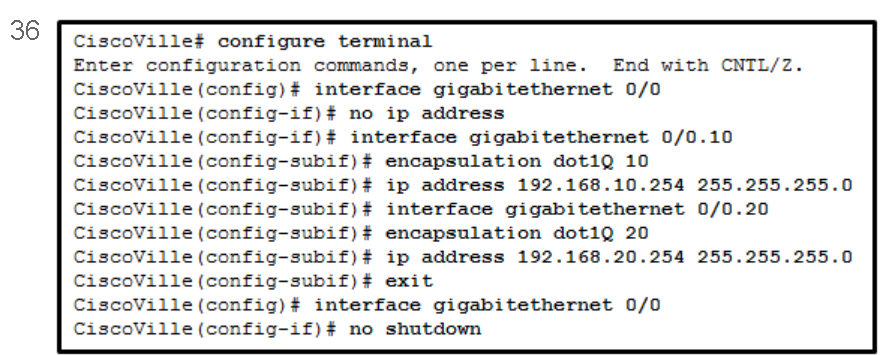 36
CiscoVille# configure terminal
Enter configuration commands, one per line.  End with CNTL/Z.
CiscoVille(config)# interface gigabitethernet 0/0
CiscoVille(config-if)# no ip address
CiscoVille(config-if)# interface gigabitethernet 0/0.10
CiscoVille(config-subif)# encapsulation dot1Q 10
CiscoVille(config-subif)# ip address 192.168.10.254 255.255.255.0
CiscoVille(config-subif)# interface gigabitethernet 0/0.20
CiscoVille(config-subif)# encapsulation dot1Q 20
CiscoVille(config-subif)# ip address 192.168.20.254 255.255.255.0
CiscoVille(config-subif)# exit
CiscoVille(config)# interface gigabitethernet 0/0
CiscoVille(config-if)# no shutdown